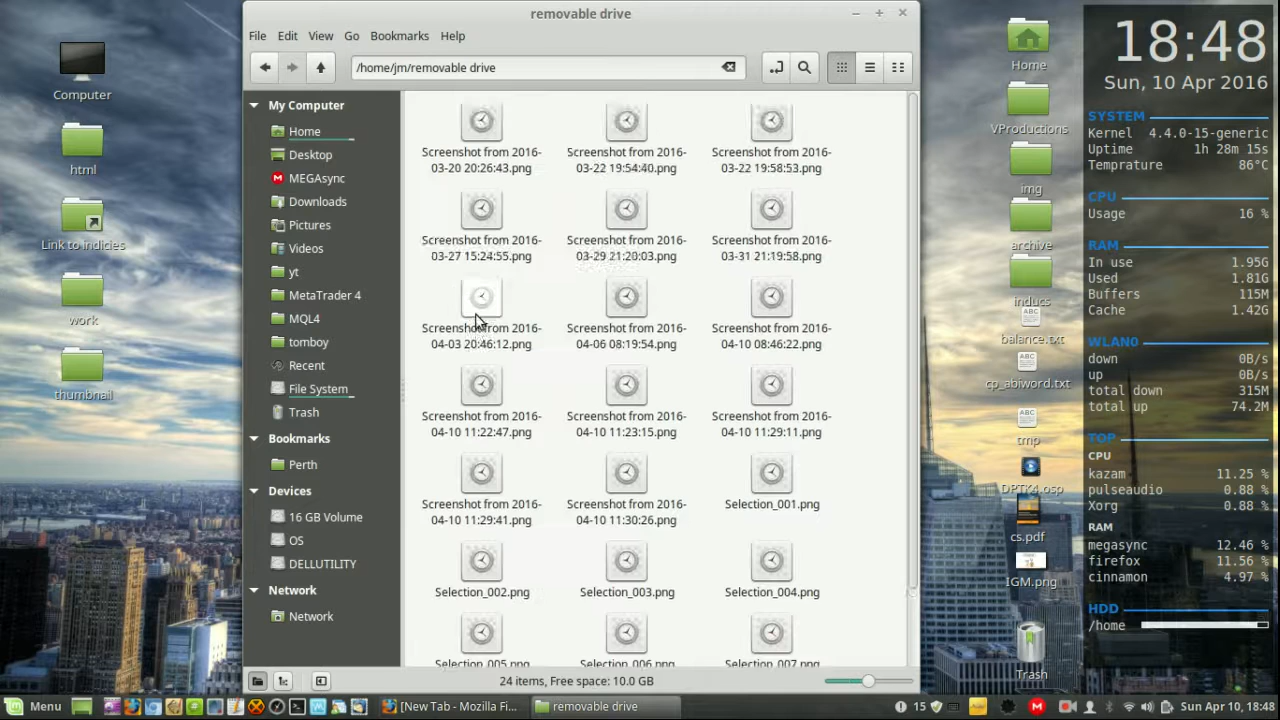 removable drive
File Edit View Go Bookmarks Help
/home/jm/removable drive
Computer
html
Link to Indicies
work
thumbnail
My Computer
Home
Desktop
MEGAsync
Downloads
Pictures
Videos
yt
MetaTrader 4
MQL4
tomboy
Recent
File System
Trash
Bookmarks
Perth
Devices
16 GB Volume
OS
DELLUTILITY
Network
Network
Screenshot from 2016-
03-20 20:26:43.png
Screenshot from 2016-
03-22 19:54:40.png
Screenshot from 2016-
03-22 19:58:53.png
Screenshot from 2016-
03-27 15:24:55.png
Screenshot from 2016-
03-29 21:20:03.png
Screenshot from 2016-
03-31 21:19:58.png
Screenshot from 2016-
04-03 20:46:12.png
Screenshot from 2016-
04-06 08:19:54.png
Screenshot from 2016-
04-10 08:46:22.png
Screenshot from 2016-
04-10 11:22:47.png
Screenshot from 2016-
04-10 11:23:15.png
Screenshot from 2016-
04-10 11:29:11.png
Screenshot from 2016-
04-10 11:29:41.png
Screenshot from 2016-
04-10 11:30:26.png
Selection_001.png
Selection_002.png
Selection_003.png
Selection_004.png
Selection_005.png
Selection_006.png
Selection_007.png
24 items, Free space: 10.0 GB
Home
VProductions
img
archive
inducs
ABC
balance.txt
ABC
cp_abiword.txt
ABC
tmp
DPTK4.osp
cs.pdf
IGM.png
Trash
18:48
Sun, 10 Apr 2016
SYSTEM
Kernel 4.4.0-15-generic
Uptime 1h 28m 15s
Temprature 86°C
CPU
Usage 16 %
RAM
In use 1.95G
Used 1.81G
Buffers 115M
Cache 1.42G
WLAN0
down 0B/s
up 0B/s
total down 315M
total up 74.2M
TOP
CPU
kazam 11.25 %
pulseaudio 0.88 %
Xorg 0.88 %
RAM
megasync 12.46 %
firefox 11.56 %
cinnamon 4.97 %
HDD
/home
Menu [New Tab - Mozilla Fi... removable drive 15 Sun Apr 10, 18:48